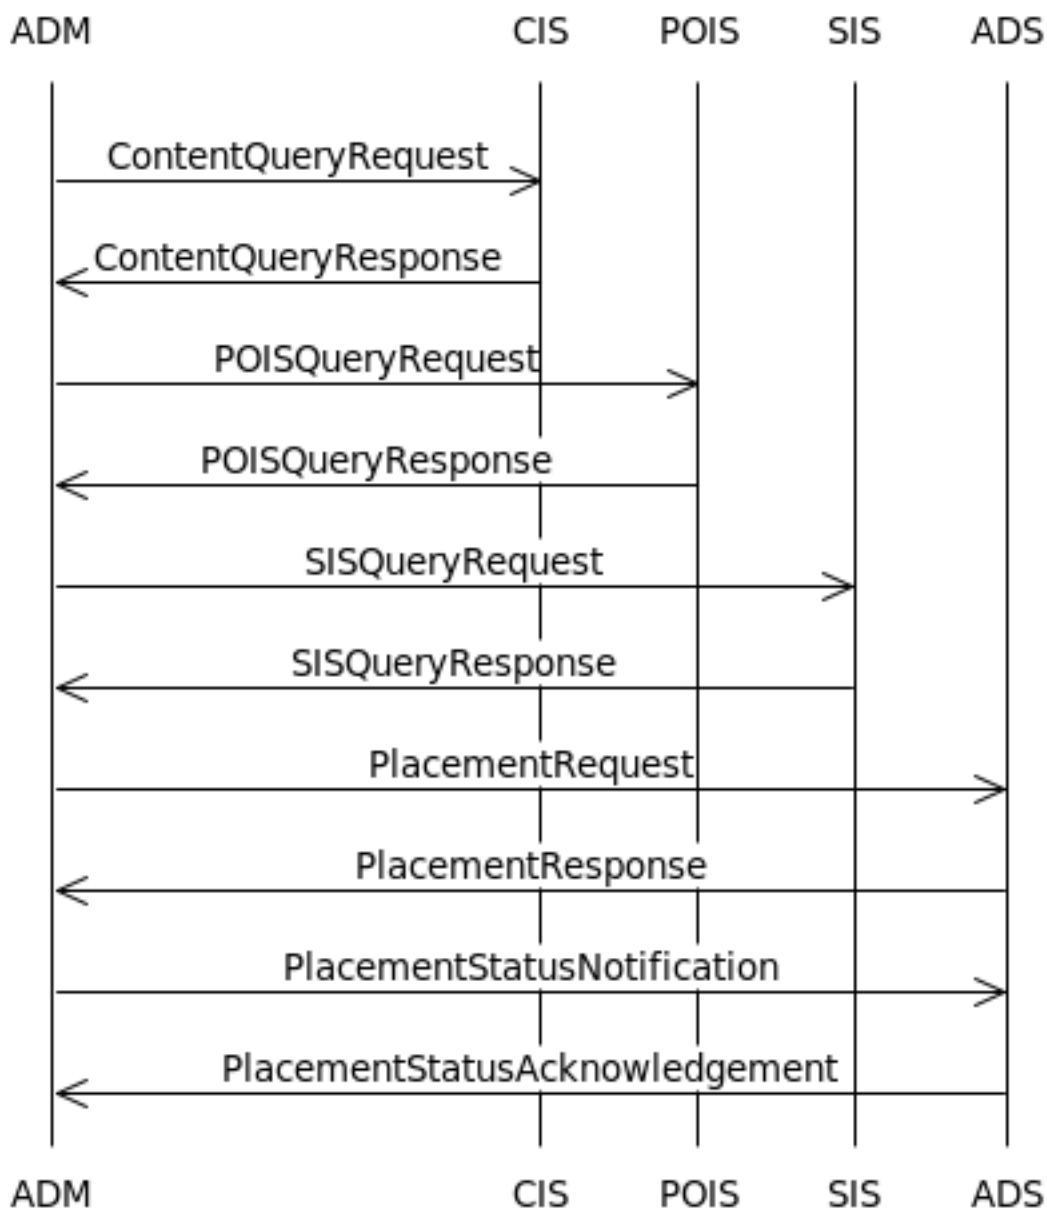 ADM CIS POIS SIS ADS
ContentQueryRequest
ContentQueryResponse
POISQueryRequest
POISQueryResponse
SISQueryRequest
SISQueryResponse
PlacementRequest
PlacementResponse
PlacementStatusNotification
PlacementStatusAcknowledgement
ADM CIS POIS SIS ADS